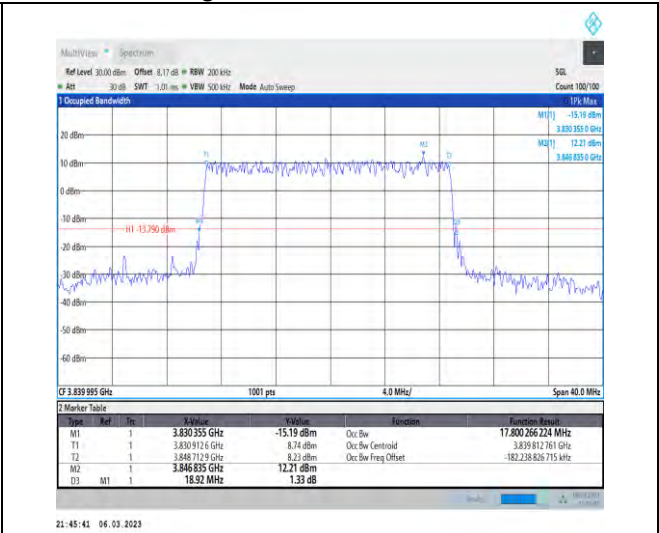 MultiView Spectrum
Ref Level 30.00 dBm Offset 8.17 dB RBW 200 kHz SGL
Att 30 dB SWT 1.01 ms VBW 500 kHz Mode Auto Sweep Count 100/100
1 Occupied Bandwidth 1Pk Max
M1[1] -15.19 dBm
3.830 355 0 GHz
M2[1] 12.21 dBm
3.846 835 0 GHz
20 dBm
M2
T1
T2
10 dBm
0 dBm
-10 dBm
H1 -13.790 dBm
-20 dBm
-30 dBm
-40 dBm
-50 dBm
-60 dBm
CF 3.839 995 GHz 1001 pts 4.0 MHz/ Span 40.0 MHz
2 Marker Table
Type Ref Trc X-Value Y-Value Function Function Result
M1 1 3.830 355 GHz -15.19 dBm Occ Bw 17.800 266 224 MHz
T1 1 3.830 912 6 GHz 8.74 dBm Occ Bw Centroid 3.839 812 761 GHz
T2 1 3.848 712 9 GHz 8.23 dBm Occ Bw Freq Offset -182.238 826 715 kHz
M2 1 3.846 835 GHz 12.21 dBm
D3 M1 1 18.92 MHz 1.33 dB
21:45:41 06.03.2023